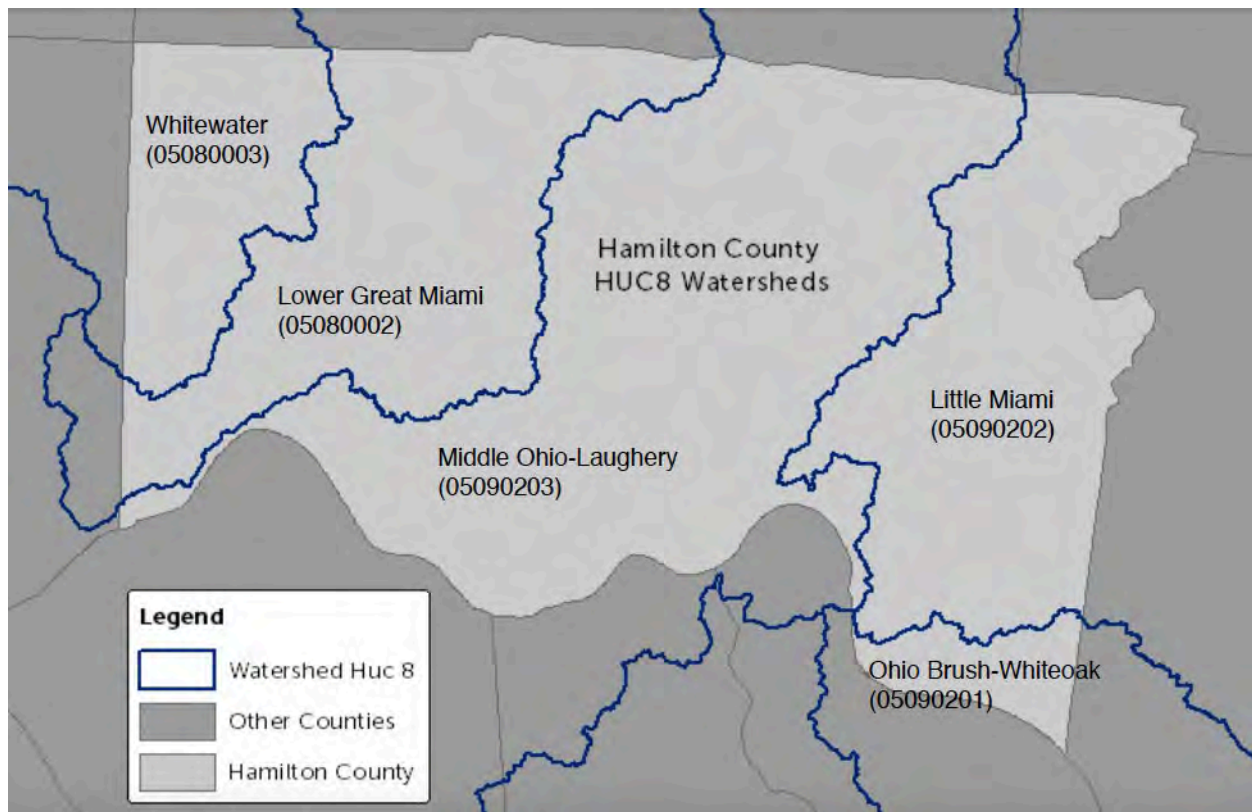 Whitewater
(05080003)
Hamilton County
HUC8 Watersheds
Lower Great Miami
(05080002)
Little Miami
(05090202)
Middle Ohio-Laughery
(05090203)
Ohio Brush-Whiteoak
(05090201)
Legend
Watershed Huc 8
Other Counties
Hamilton County